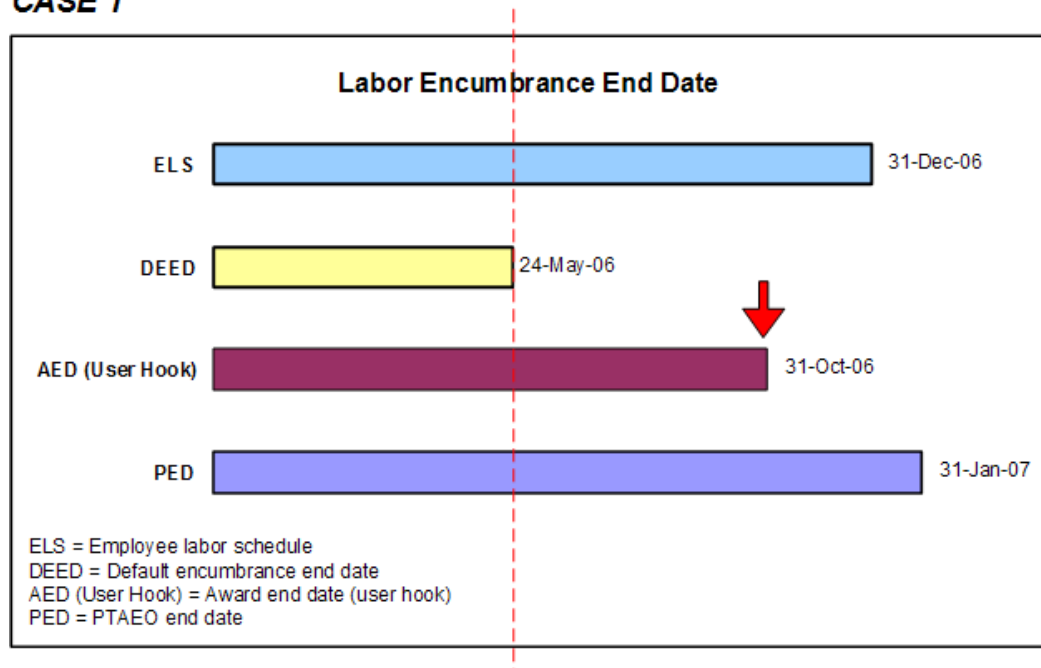 CASE 1
Labor Encumbrance End Date
ELS
31-Dec-06
DEED
24-May-06
AED (User Hook)
31-Oct-06
PED
31-Jan-07
ELS = Employee labor schedule
DEED = Default encumbrance end date
AED (User Hook) = Award end date (user hook)
PED = PTAEO end date